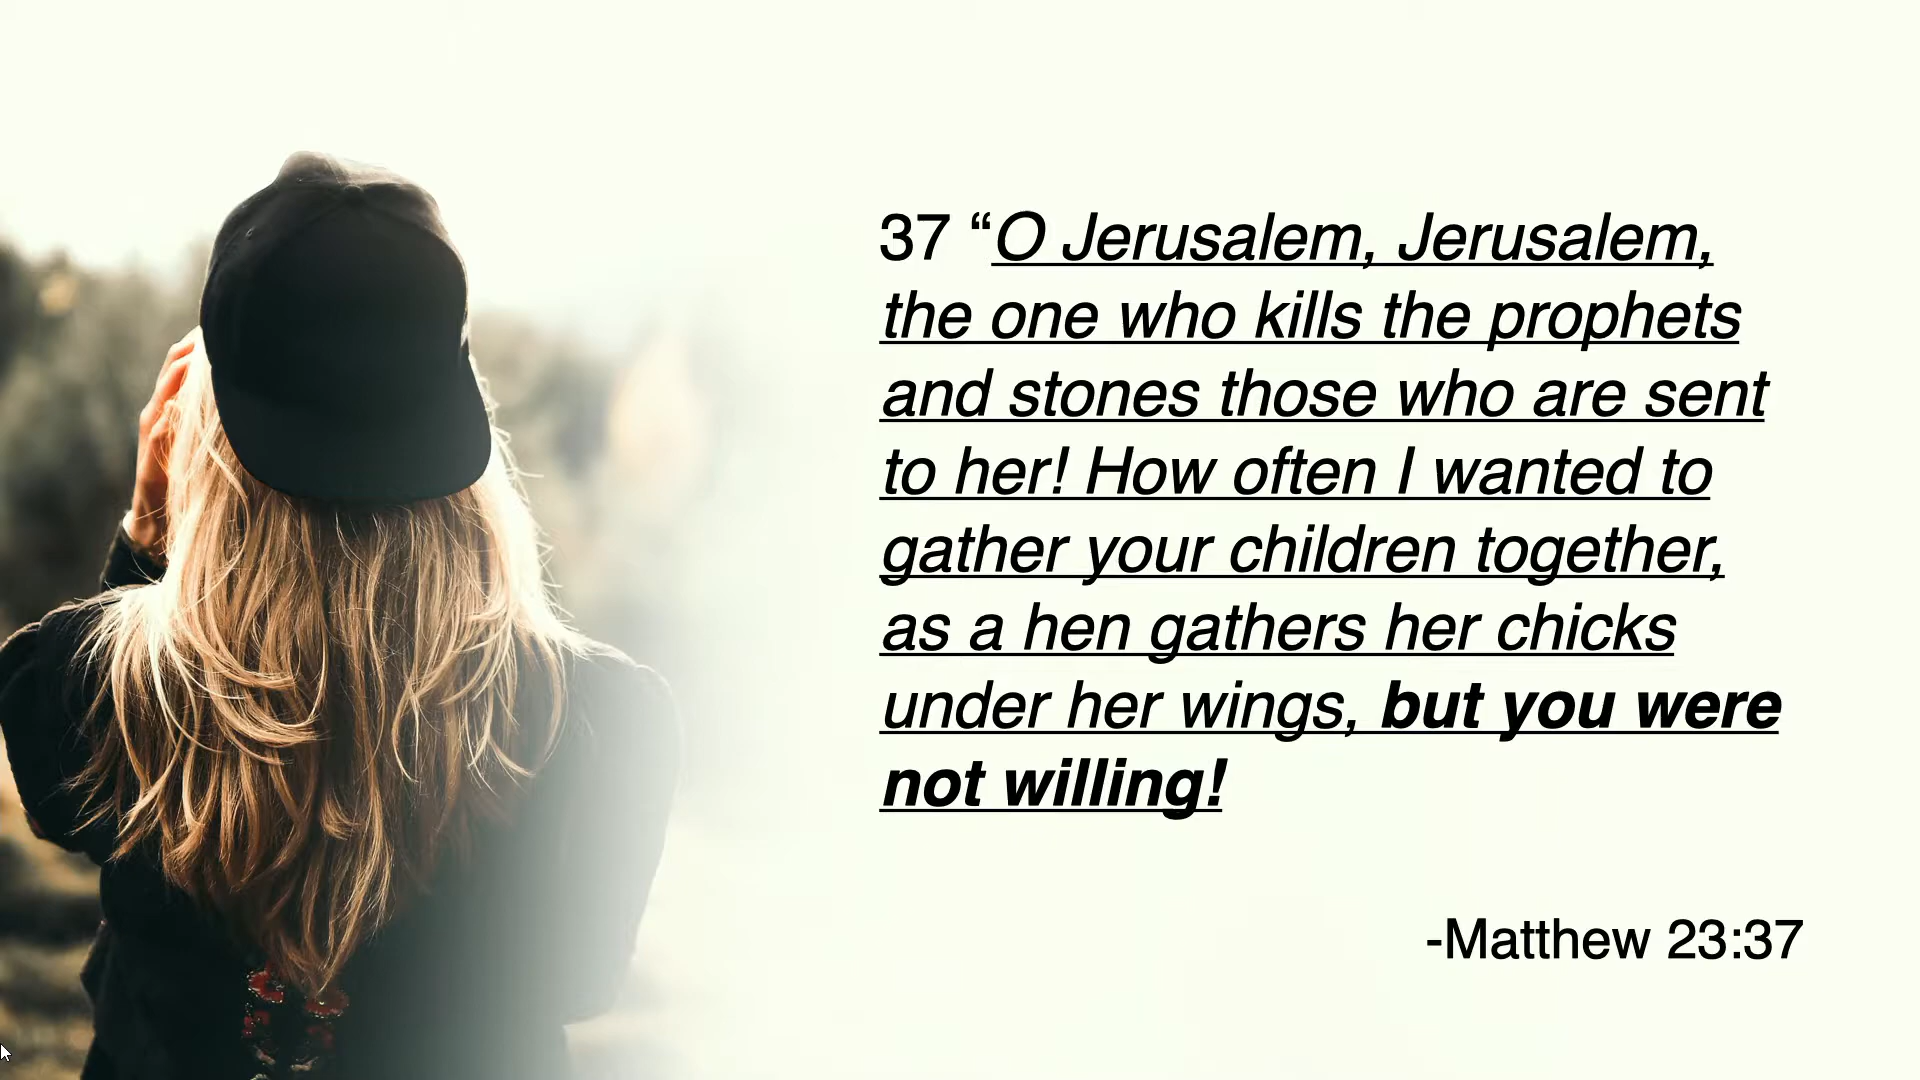 37 “O Jerusalem, Jerusalem,
the one who kills the prophets
and stones those who are sent
to her! How often I wanted to
gather your children together,
as a hen gathers her chicks
under her wings, but you were
not willing!
-Matthew 23:37